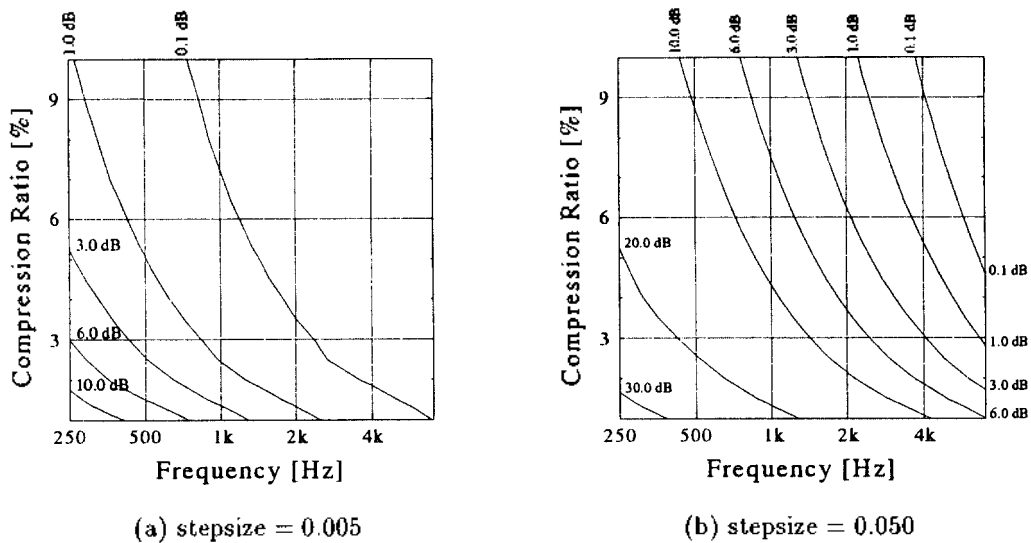 1.0 dB
0.1 dB
9
6
3
3.0 dB
6.0 dB
10.0 dB
Compression Ratio [%]
250 500 1k 2k 4k
Frequency [Hz]
(a) stepsize = 0.005
10.0 dB
6.0 dB
3.0 dB
1.0 dB
0.1 dB
9
6
3
20.0 dB
30.0 dB
0.1 dB
1.0 dB
3.0 dB
6.0 dB
Compression Ratio [%]
250 500 1k 2k 4k
Frequency [Hz]
(b) stepsize = 0.050